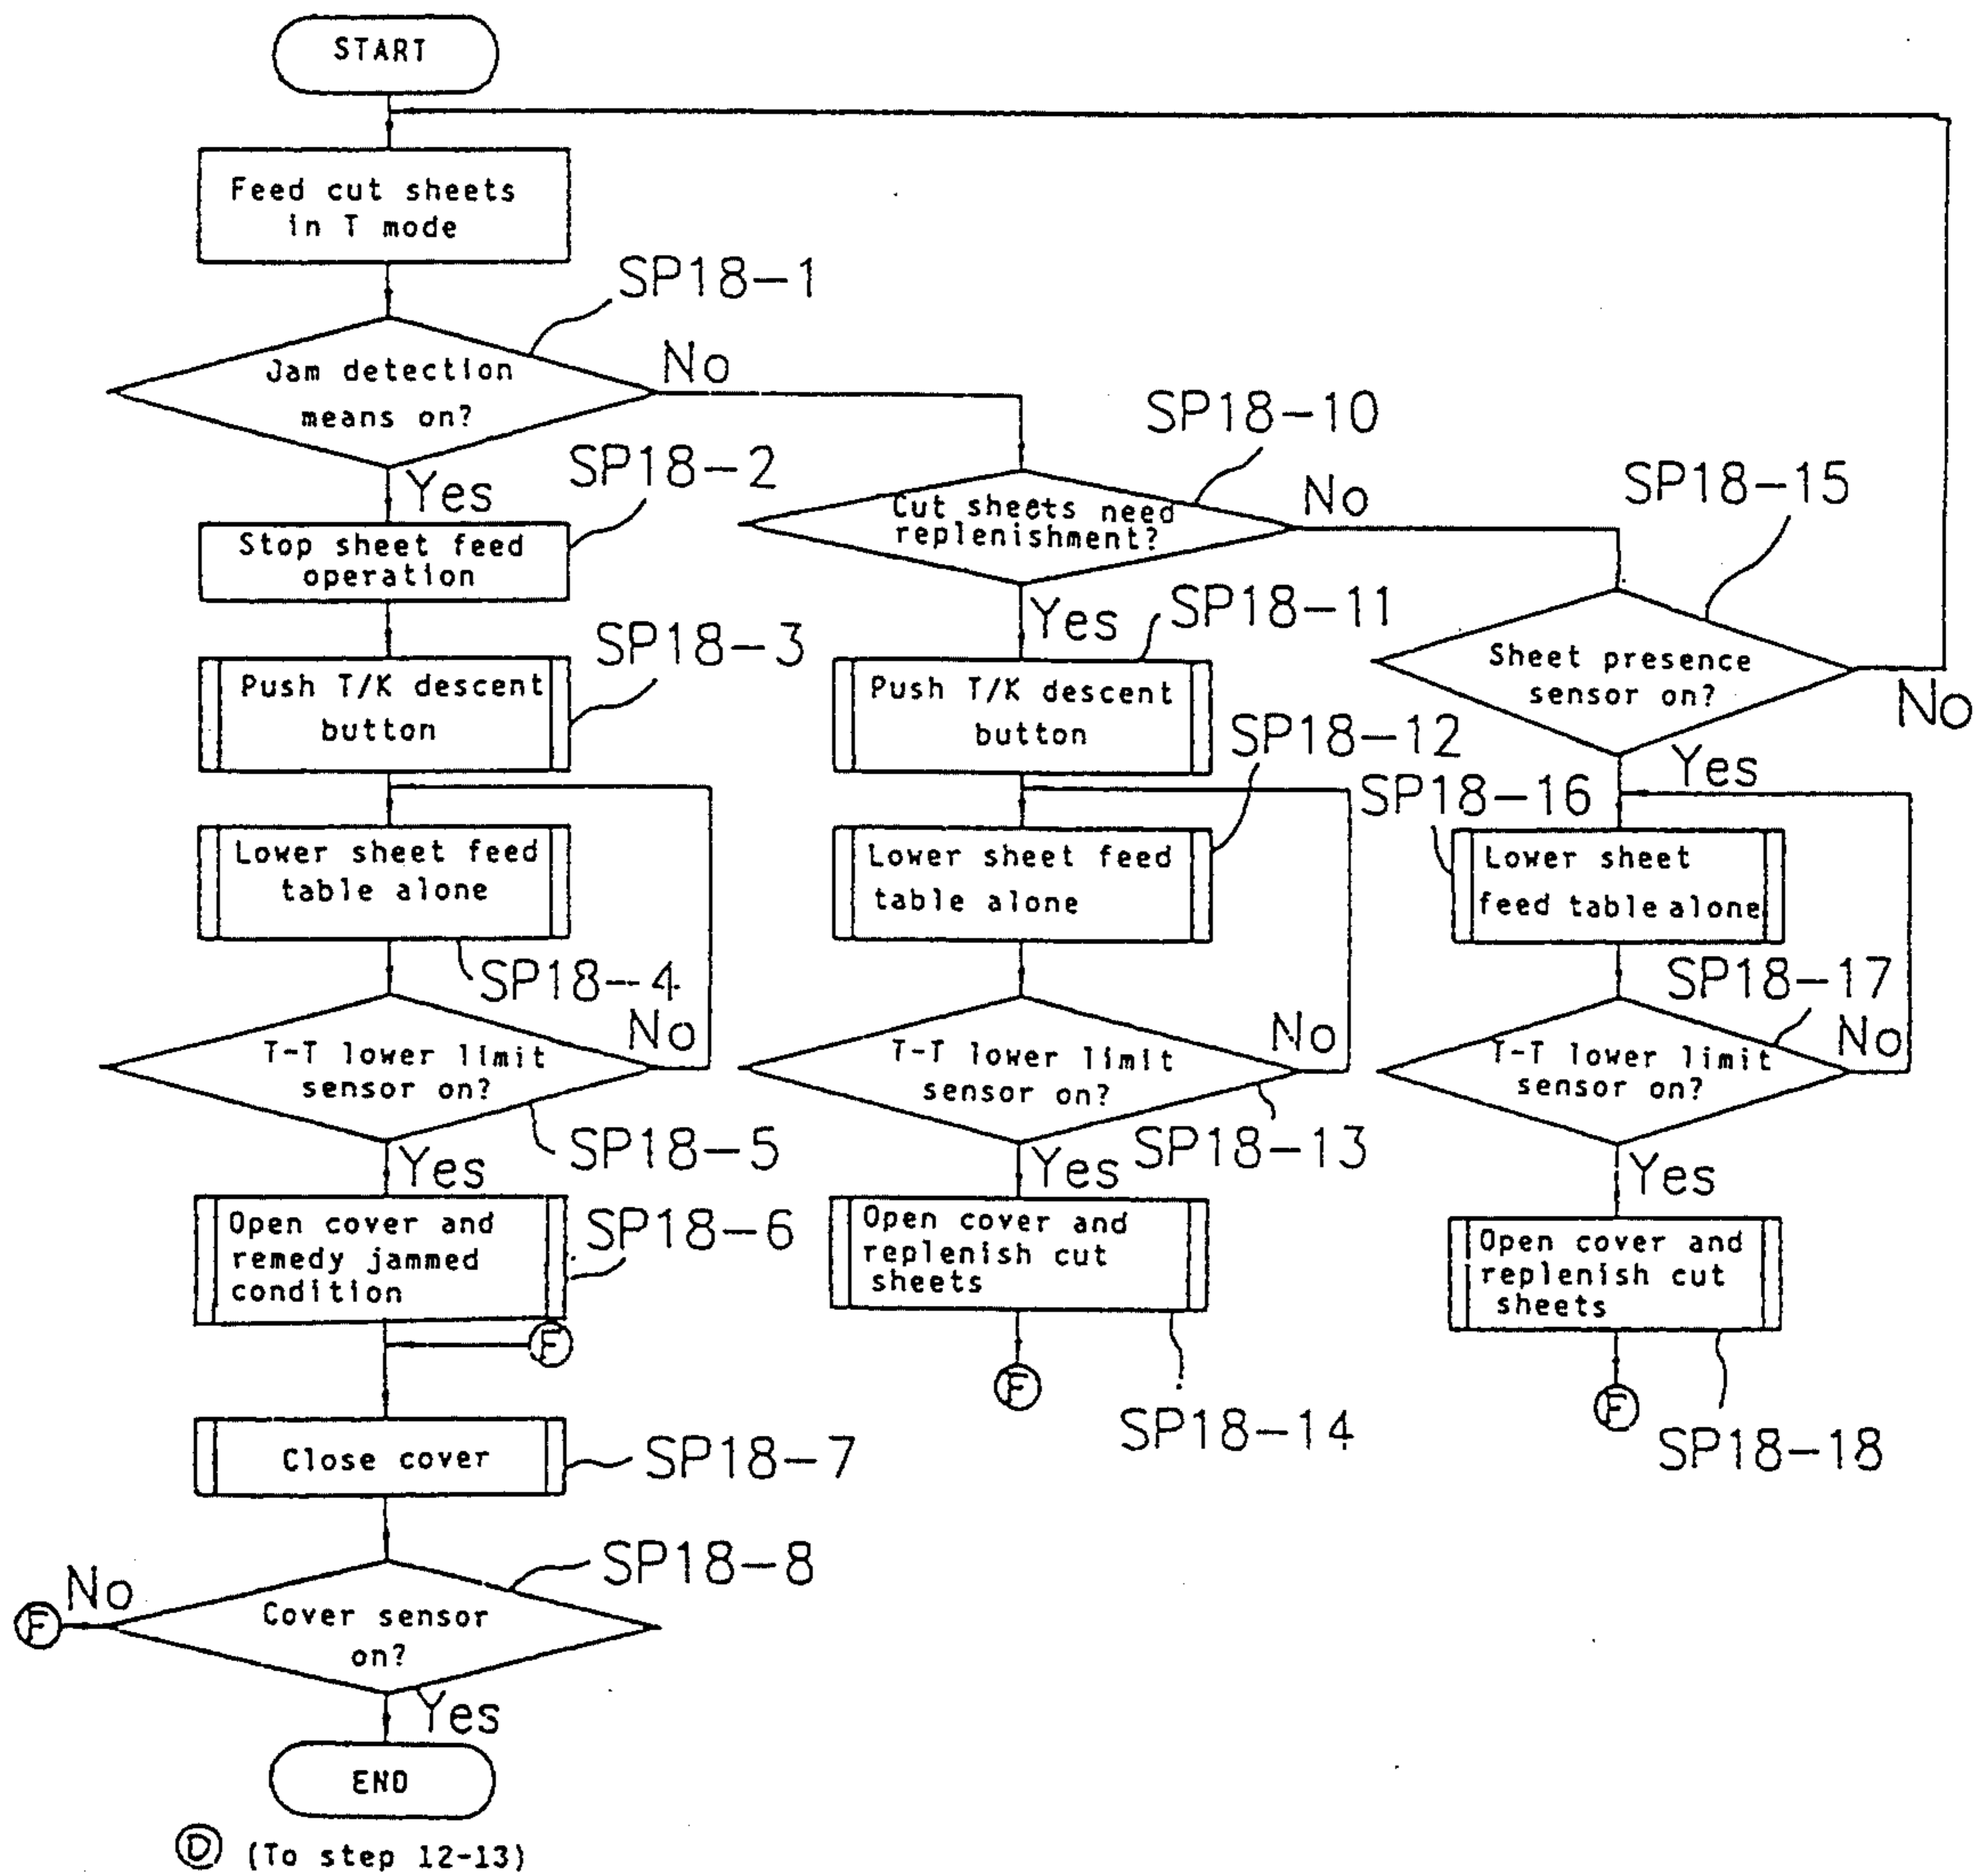 START
Feed cut sheets
in T mode
SP18-1
Jam detection
means on?
No
Yes
SP18-2
Stop sheet feed
operation
SP18-3
Push T/K descent
button
Lower sheet feed
table alone
SP18-4
T-T lower limit
sensor on?
No
SP18-5
Yes
Open cover and
remedy jammed
condition
SP18-6
F
Close cover
SP18-7
SP18-8
Cover sensor
on?
No
F
Yes
END
D (To step 12-13)
SP18-10
Cut sheets need
replenishment?
No
Yes
SP18-11
Push T/K descent
button
SP18-12
Lower sheet feed
table alone
T-T lower limit
sensor on?
No
SP18-13
Yes
Open cover and
replenish cut
sheets
SP18-14
F
SP18-15
Sheet presence
sensor on?
No
Yes
SP18-16
Lower sheet
feed table alone
SP18-17
T-T lower limit
sensor on?
No
Yes
Open cover and
replenish cut
sheets
SP18-18
F